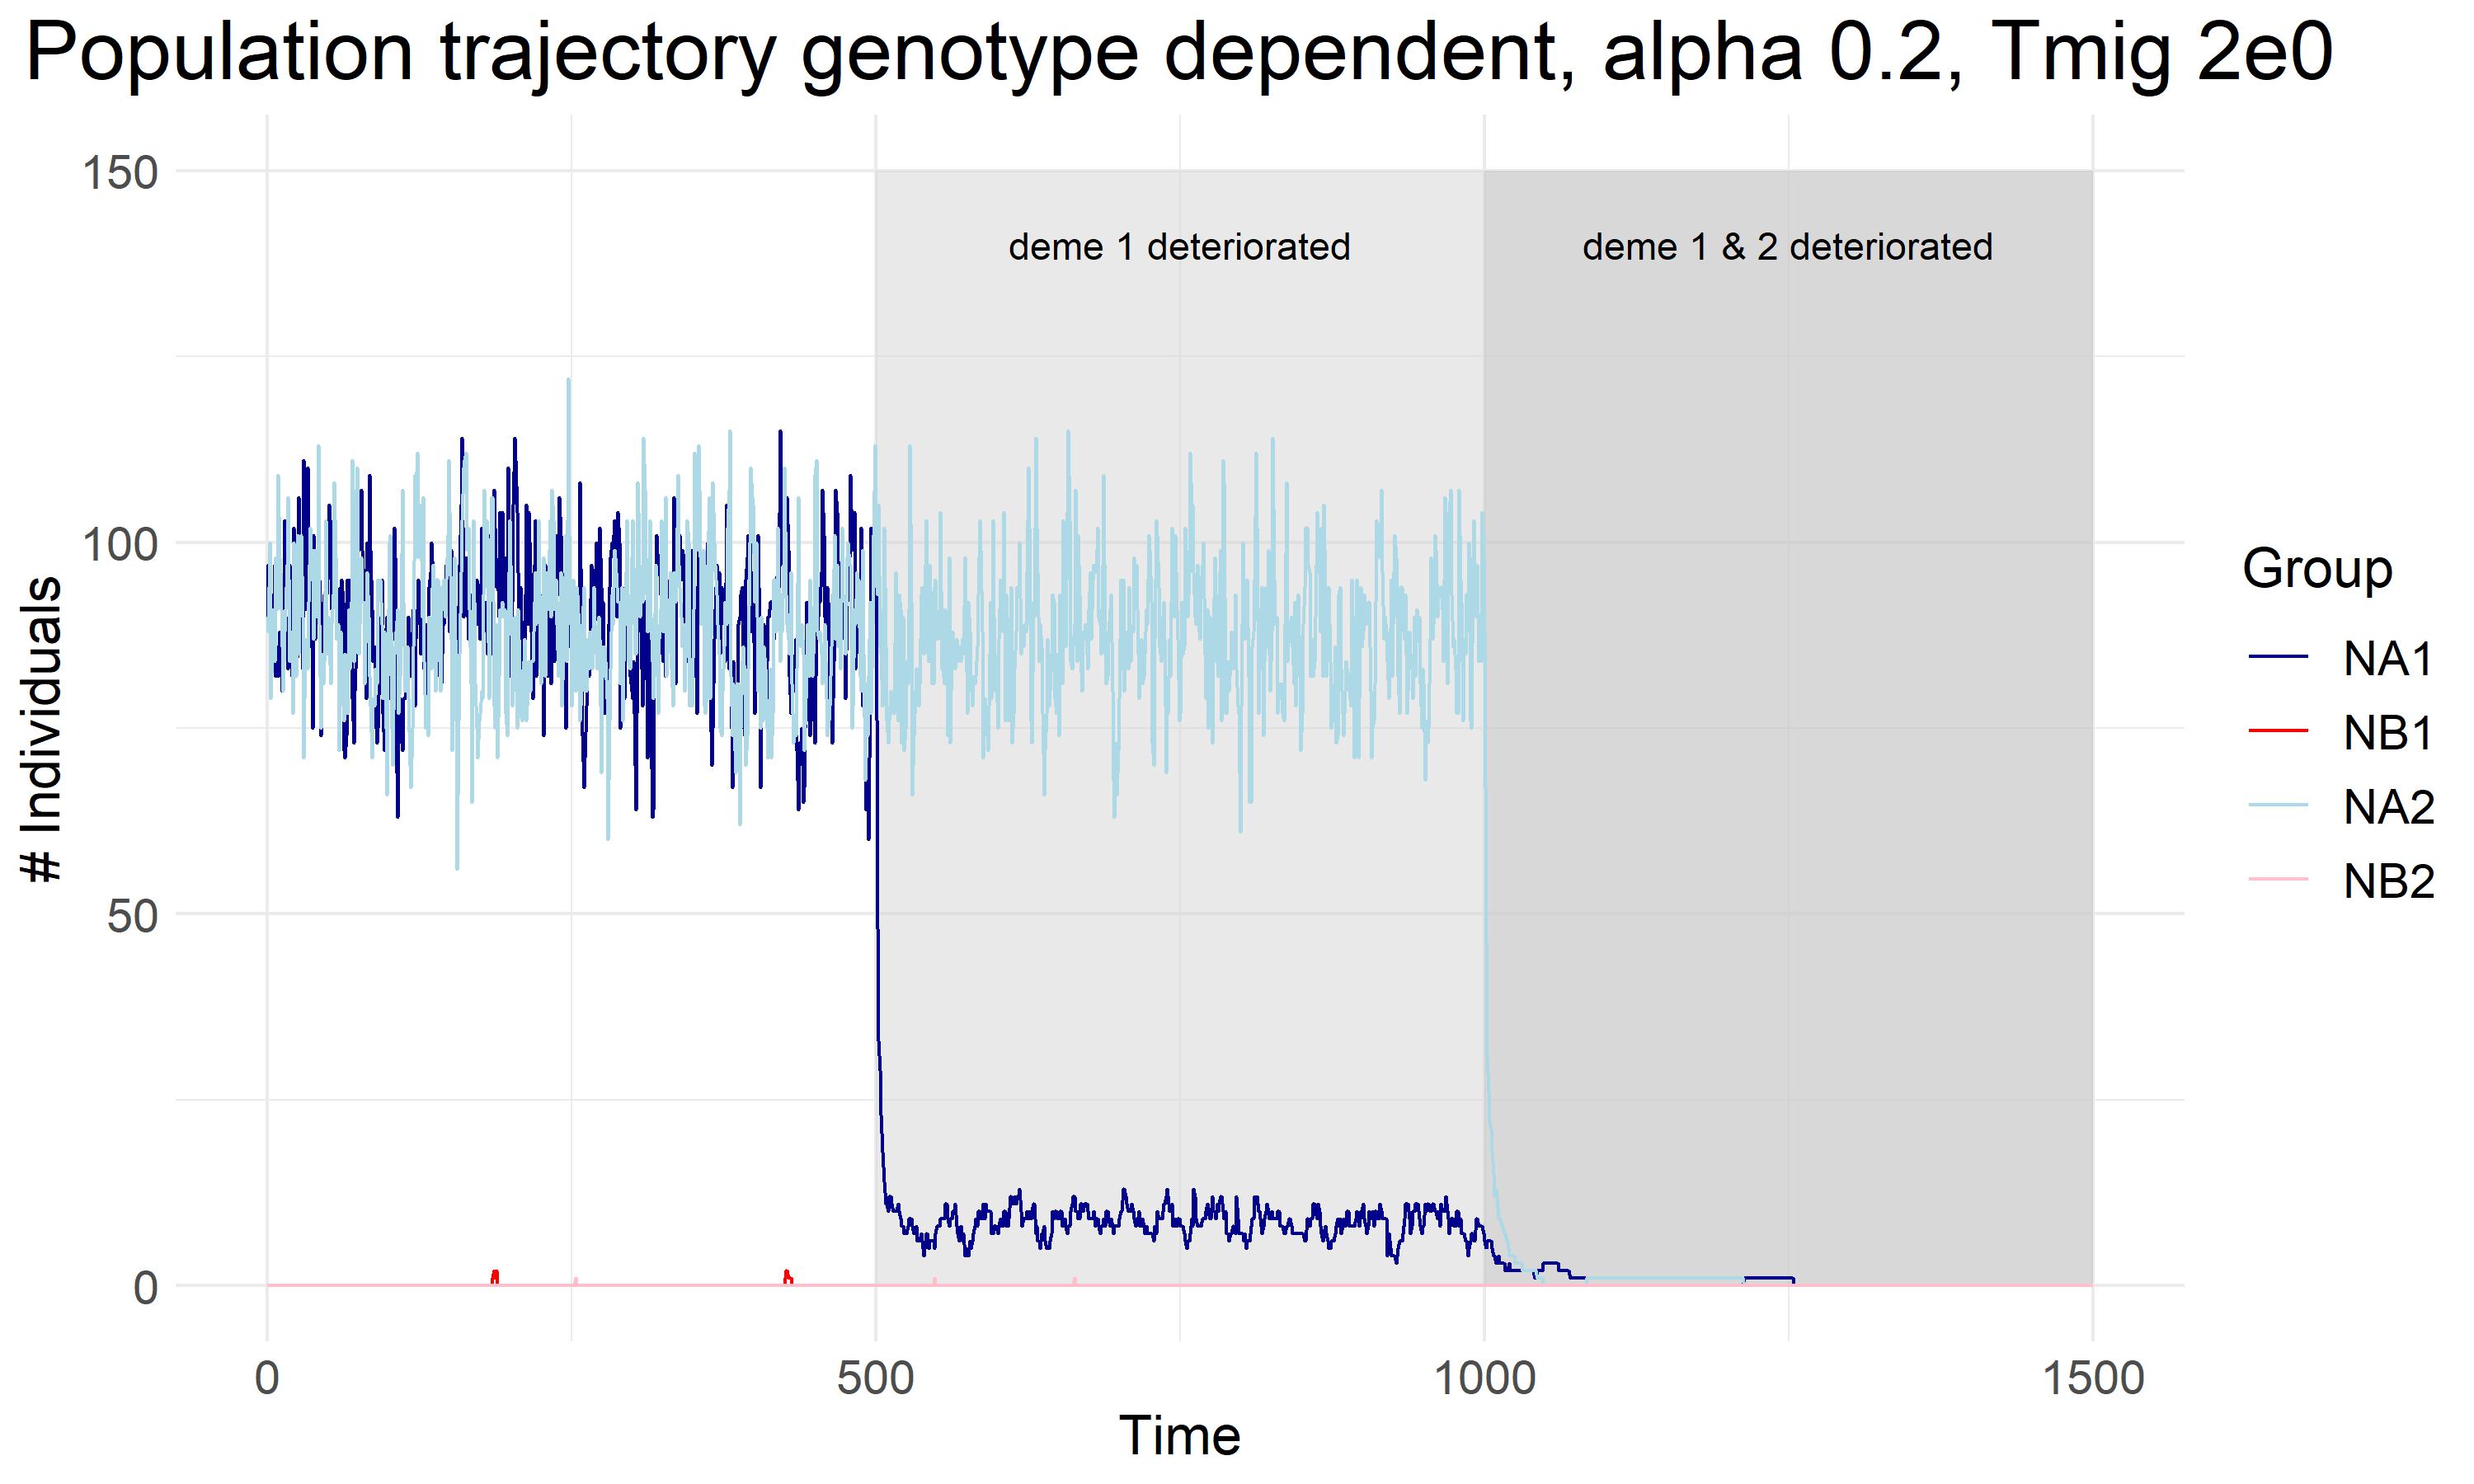 Population trajectory genotype dependent, alpha 0.2, Tmig 2e0
150
deme 1 deteriorated
deme 1 & 2 deteriorated
100
50
0
# Individuals
Group
NA1
NB1
NA2
NB2
0
500
1000
1500
Time